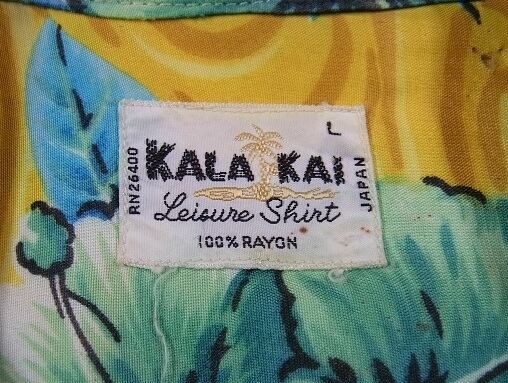 L
KALA KAI
RN26400
JAPAN
Leisure Shirt
100% RAYON